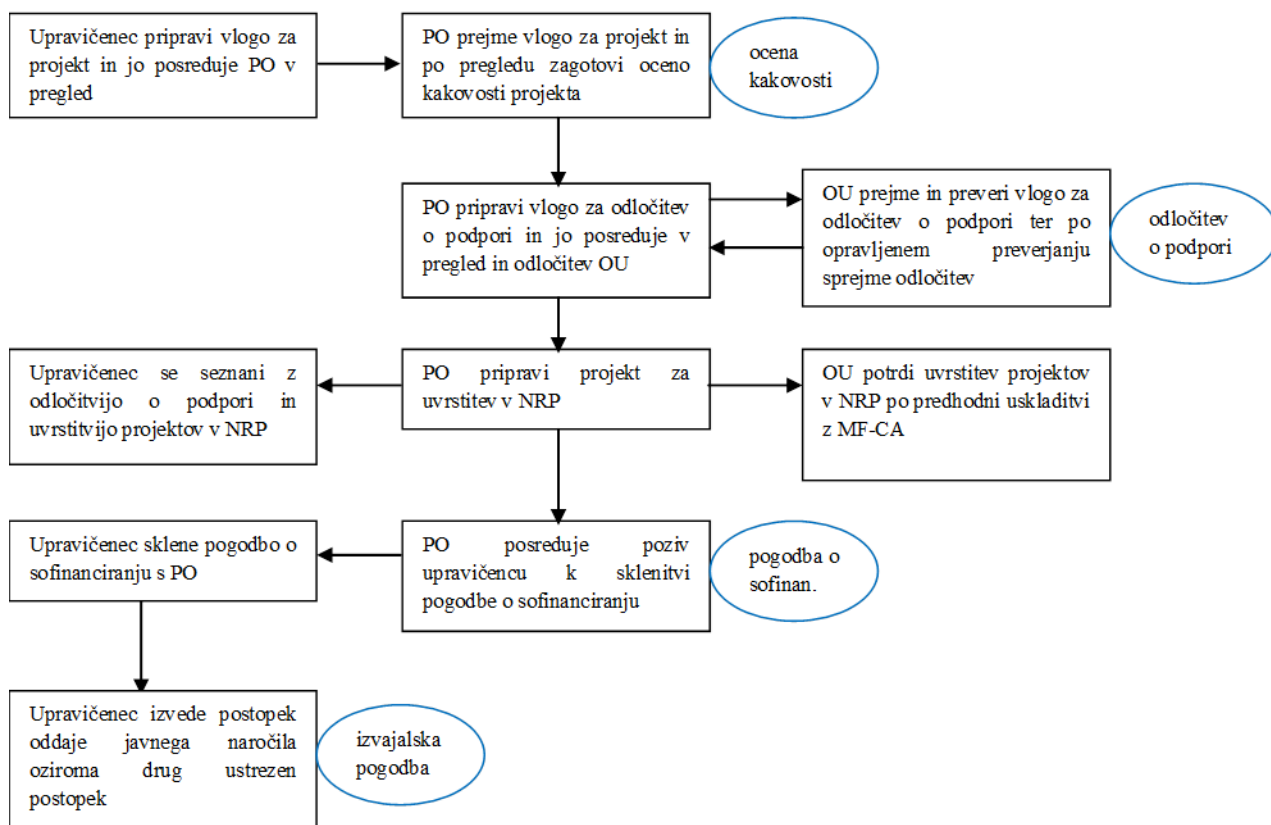 Upravičenec pripravi vlogo za
projekt in jo posreduje PO v
pregled
PO prejme vlogo za projekt in
po pregledu zagotovi oceno
kakovosti projekta
ocena
kakovosti
PO pripravi vlogo za odločitev
o podpori in jo posreduje v
pregled in odločitev OU
OU prejme in preveri vlogo za
odločitev o podpori ter po
opravljenem preverjanju
sprejme odločitev
odločitev
o podpori
Upravičenec se seznani z
odločitvijo o podpori in
uvrstitvijo projektov v NRP
PO pripravi projekt za
uvrstitev v NRP
OU potrdi uvrstitev projektov
v NRP po predhodni uskladitvi
z MF-CA
Upravičenec sklene pogodbo o
sofinanciranju s PO
PO posreduje poziv
upravičencu k sklenitvi
pogodbe o sofinanciranju
pogodba o
sofinan.
Upravičenec izvede postopek
oddaje javnega naročila
oziroma drug ustrezen
postopek
izvajalska
pogodba